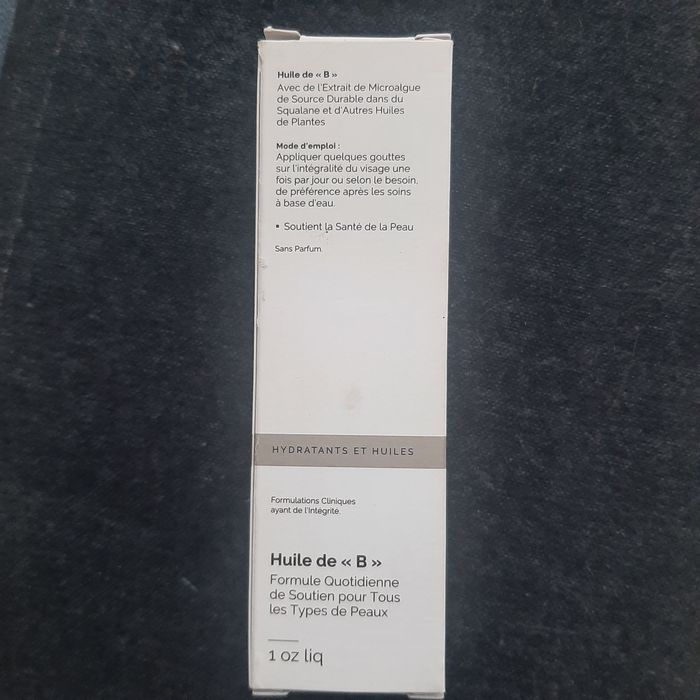 Huile de « B »
Avec de l'Extrait de Microalgue
de Source Durable dans du
Squalane et d'Autres Huiles
de Plantes
Mode d'emploi :
Appliquer quelques gouttes
sur l'intégralité du visage une
fois par jour ou selon le besoin,
de préférence après les soins
à base d'eau.
▪ Soutient la Santé de la Peau
Sans Parfum.
HYDRATANTS ET HUILES
Formulations Cliniques
ayant de l'Intégrité.
Huile de « B »
Formule Quotidienne
de Soutien pour Tous
les Types de Peaux
1 oz liq